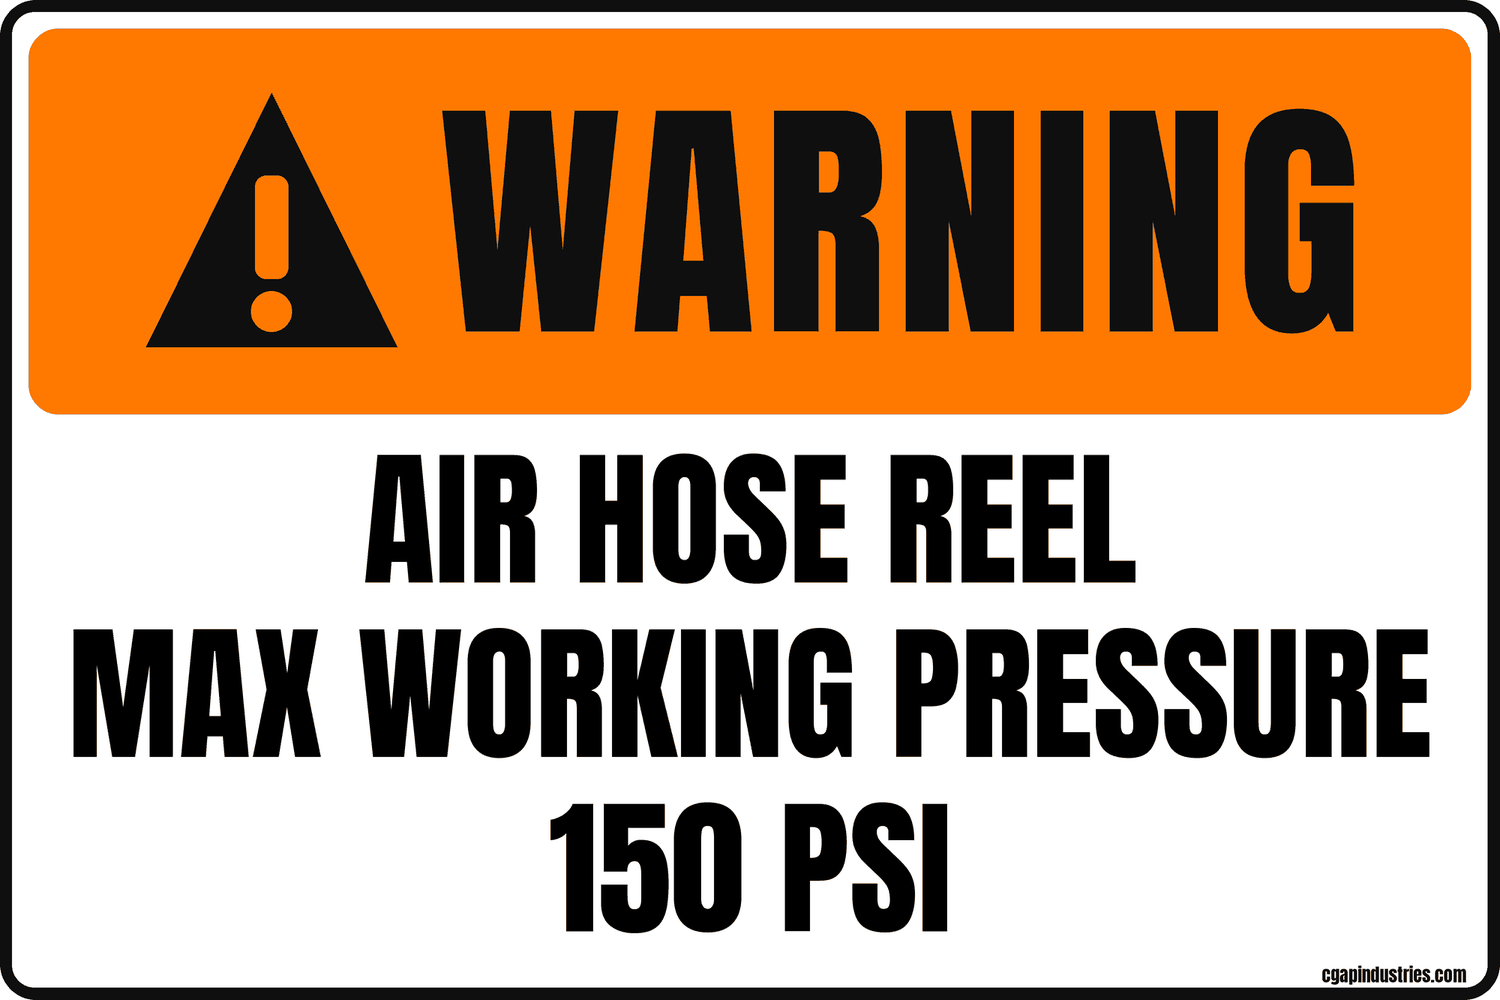 WARNING
AIR HOSE REEL
MAX WORKING PRESSURE
150 PSI
cgapindustries.com